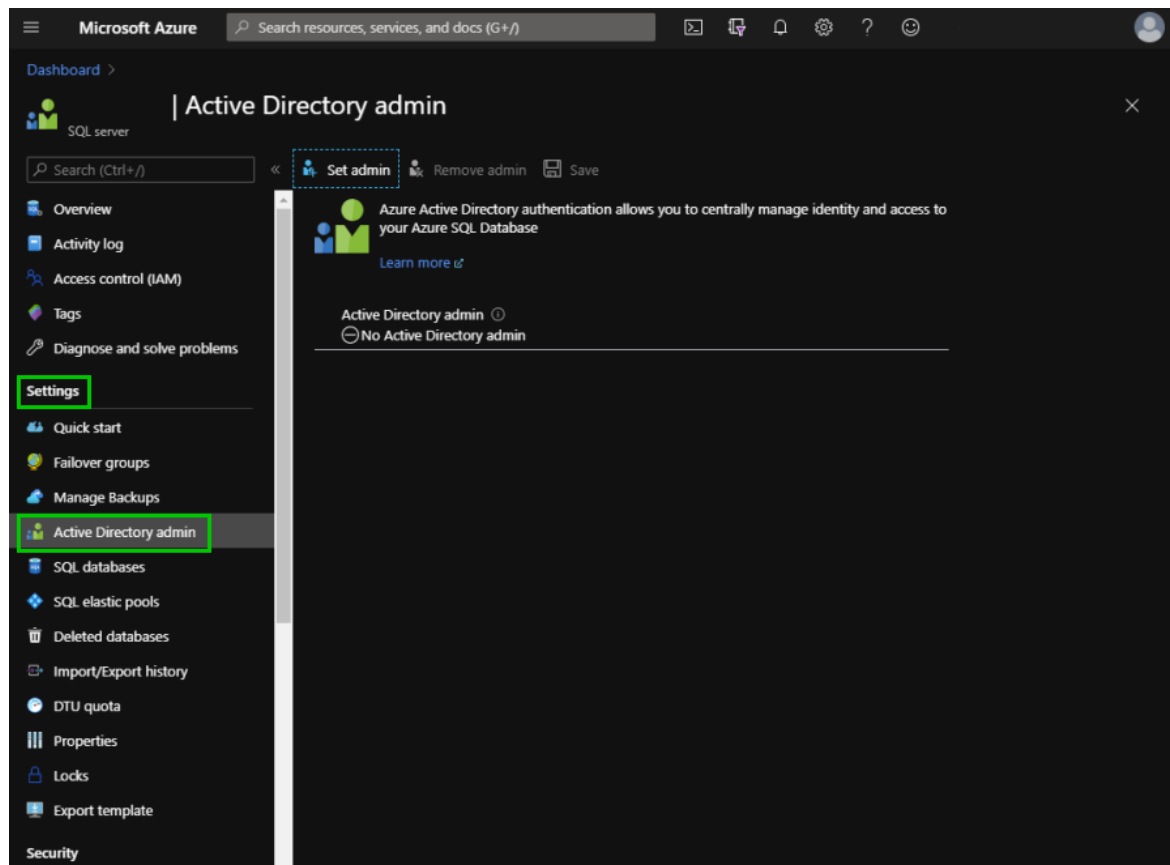 Microsoft Azure
Search resources, services, and docs (G+/)
Dashboard >
| Active Directory admin
SQL server
Search (Ctrl+/)
«
Set admin
Remove admin
Save
Overview
Activity log
Access control (IAM)
Tags
Diagnose and solve problems
Settings
Quick start
Failover groups
Manage Backups
Active Directory admin
SQL databases
SQL elastic pools
Deleted databases
Import/Export history
DTU quota
Properties
Locks
Export template
Security
Azure Active Directory authentication allows you to centrally manage identity and access to
your Azure SQL Database
Learn more
Active Directory admin
No Active Directory admin